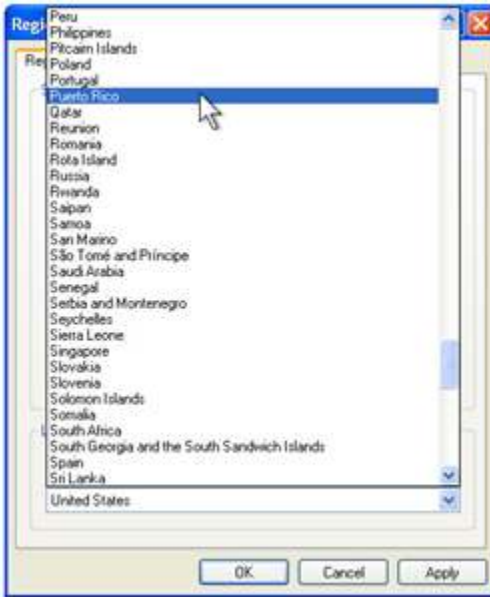 Regi
Peru
Philippines
Pitcairn Islands
Poland
Portugal
Puerto Rico
Qatar
Reunion
Romania
Rota Island
Russia
Rwanda
Saipan
Samoa
San Marino
São Tomé and Príncipe
Saudi Arabia
Senegal
Serbia and Montenegro
Seychelles
Sierra Leone
Singapore
Slovakia
Slovenia
Solomon Islands
Somalia
South Africa
South Georgia and the South Sandwich Islands
Spain
Sri Lanka
United States
OK Cancel Apply